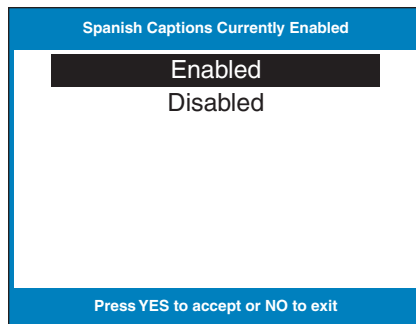 Spanish Captions Currently Enabled
Enabled
Disabled
Press YES to accept or NO to exit